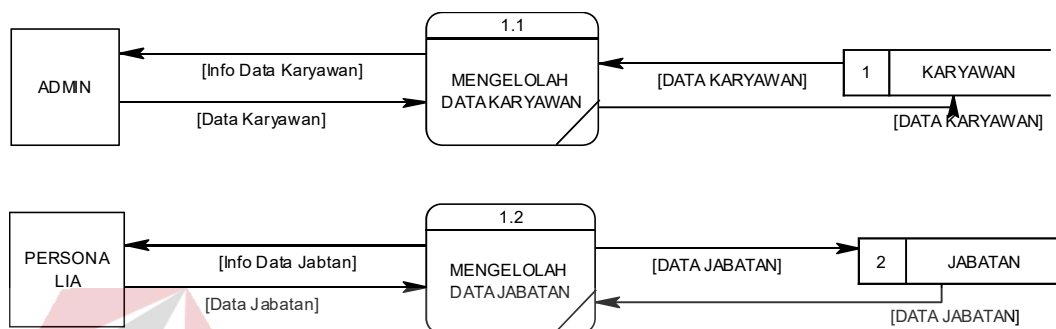 1.1
ADMIN
[Info Data Karyawan]
[Data Karyawan]
MENGELOLAH
DATA KARYAWAN
[DATA KARYAWAN]
1
KARYAWAN
[DATA KARYAWAN]
1.2
PERSONA
LIA
[Info Data Jabtan]
[Data Jabatan]
MENGELOLAH
DATA JABATAN
[DATA JABATAN]
2
JABATAN
[DATA JABATAN]